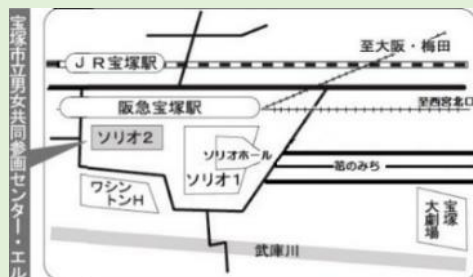 宝塚市立男女共同参画センター・エル
JR宝塚駅
至大阪・梅田
阪急宝塚駅
至西宮北口
ソリオ2
ソリオホール
ソリオ1
花のみち
ワシン
トンH
宝塚
大劇場
武庫川